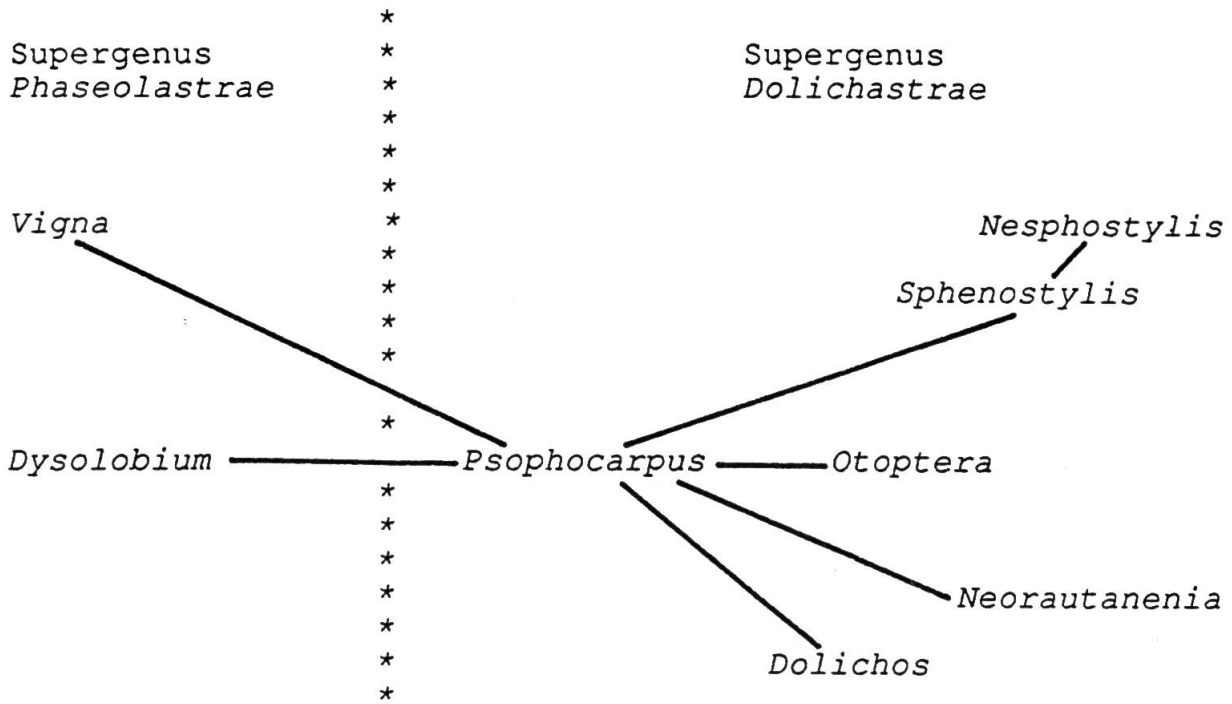 Supergenus
Phaseolastrae
Supergenus
Dolichastrae
Vigna
Nesphostylis
Sphenostylis
Dysolobium
Psophocarpus
Otoptera
Neorautanenia
Dolichos